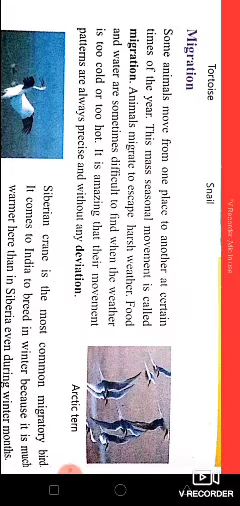 V Recorder: Mic in use
Tortoise Snail
Migration
Some animals move from one place to another at certain
times of the year. This mass seasonal movement is called
migration. Animals migrate to escape harsh weather. Food
and water are sometimes difficult to find when the weather
is too cold or too hot. It is amazing that their movement
patterns are always precise and without any deviation.
Arctic tern
Siberian crane is the most common migratory bird.
It comes to India to breed in winter because it is much
warmer here than in Siberia even during winter months.
V-RECORDER